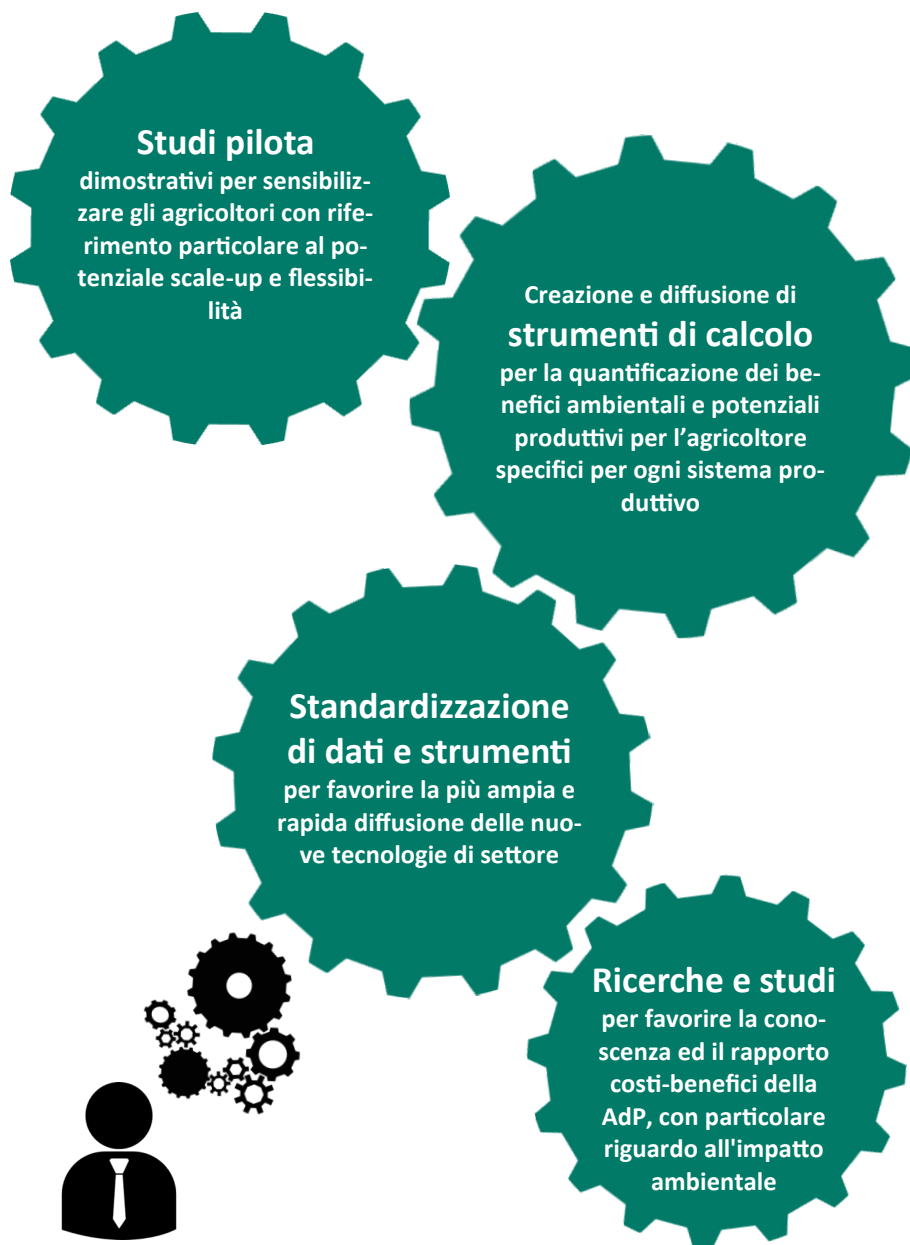 Studi pilota
dimostrativi per sensibiliz-
zare gli agricoltori con rife-
rimento particolare al po-
tenziale scale-up e flessibi-
lità
Creazione e diffusione di
strumenti di calcolo
per la quantificazione dei be-
nefici ambientali e potenziali
produttivi per l’agricoltore
specifici per ogni sistema pro-
duttivo
Standardizzazione
di dati e strumenti
per favorire la più ampia e
rapida diffusione delle nuo-
ve tecnologie di settore
Ricerche e studi
per favorire la cono-
scenza ed il rapporto
costi-benefici della
AdP, con particolare
riguardo all'impatto
ambientale